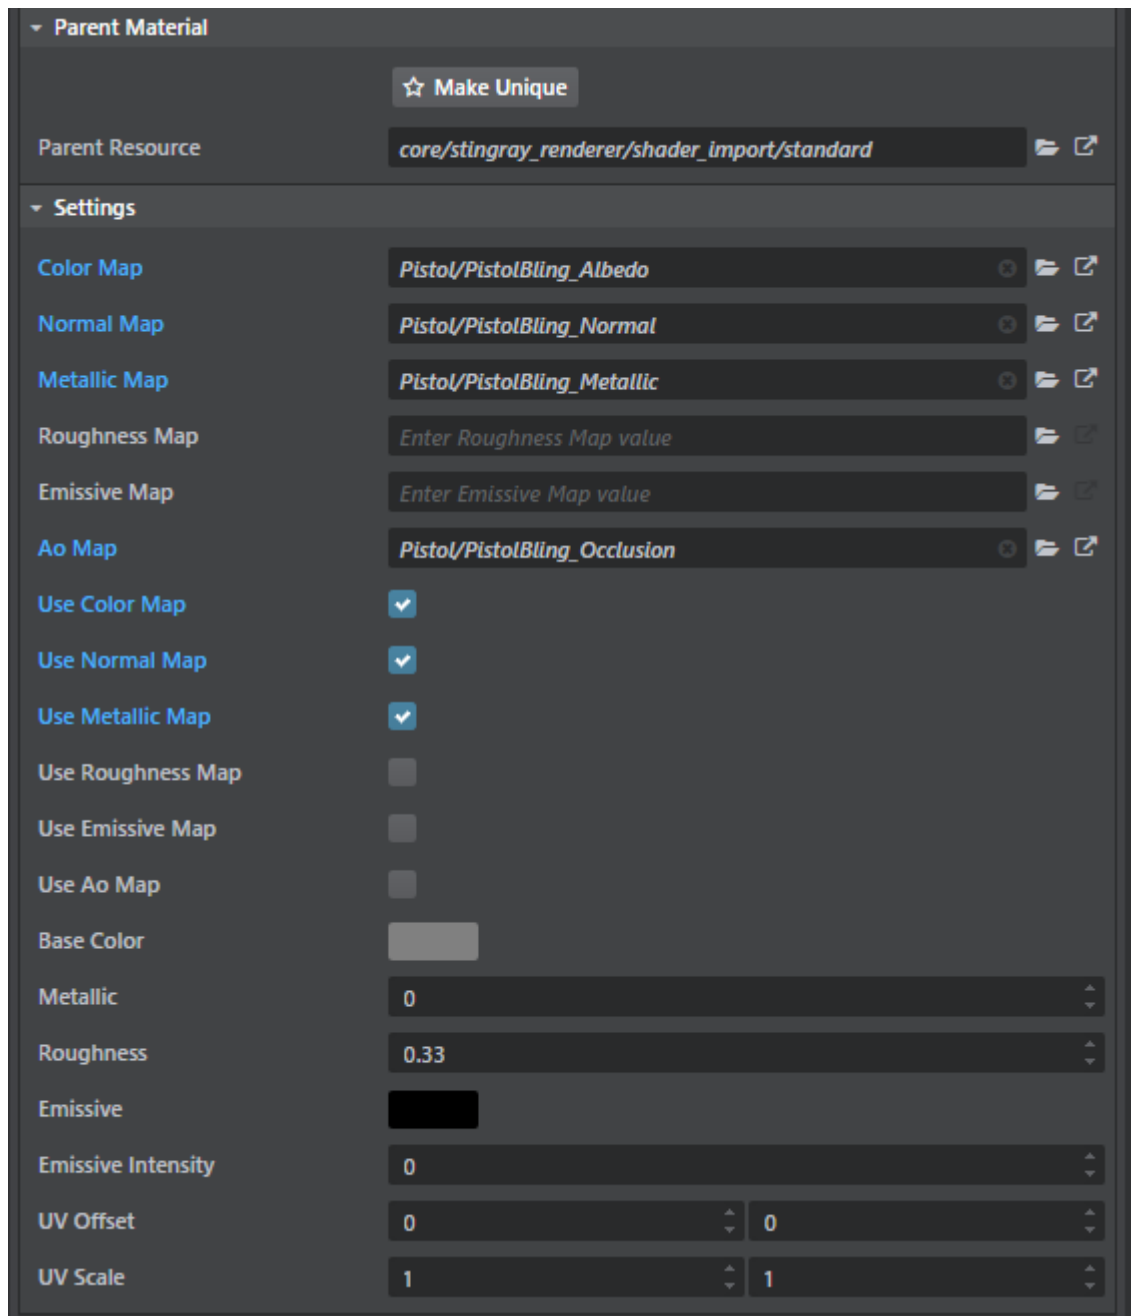 Parent Material
Make Unique
Parent Resource core/stingray_renderer/shader_import/standard
Settings
Color Map Pistol/PistolBling_Albedo
Normal Map Pistol/PistolBling_Normal
Metallic Map Pistol/PistolBling_Metallic
Roughness Map Enter Roughness Map value
Emissive Map Enter Emissive Map value
Ao Map Pistol/PistolBling_Occlusion
Use Color Map
Use Normal Map
Use Metallic Map
Use Roughness Map
Use Emissive Map
Use Ao Map
Base Color
Metallic 0
Roughness 0.33
Emissive
Emissive Intensity 0
UV Offset 0 0
UV Scale 1 1